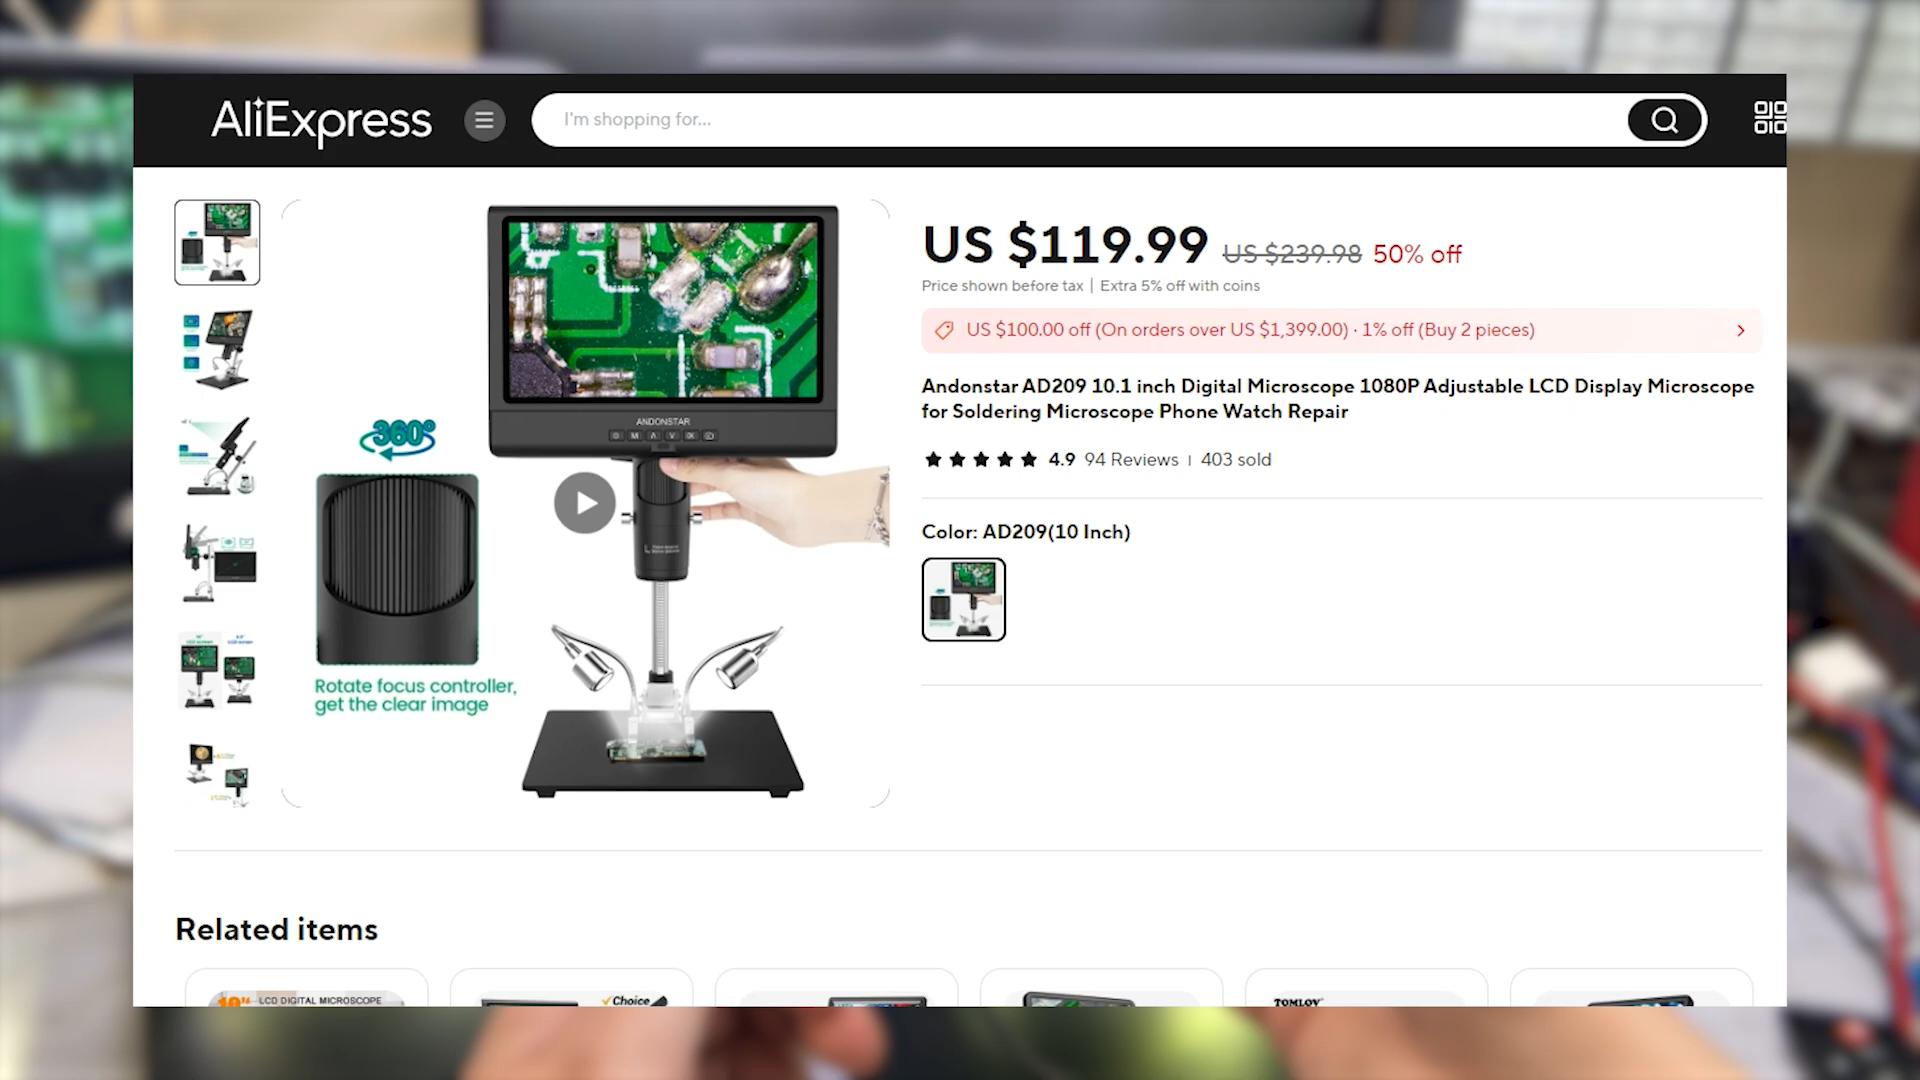 AliExpress
I'm shopping for...
US $119.99 US $239.98 50% off
Price shown before tax | Extra 5% off with coins
US $100.00 off (On orders over US $1,399.00) · 1% off (Buy 2 pieces)
Andonstar AD209 10.1 inch Digital Microscope 1080P Adjustable LCD Display Microscope
for Soldering Microscope Phone Watch Repair
4.9 94 Reviews | 403 sold
Color: AD209(10 Inch)
ANDONSTAR
M
OK
360°
Rotate focus controller,
get the clear image
Related items
10" LCD DIGITAL MICROSCOPE
Choice
TOMLOV